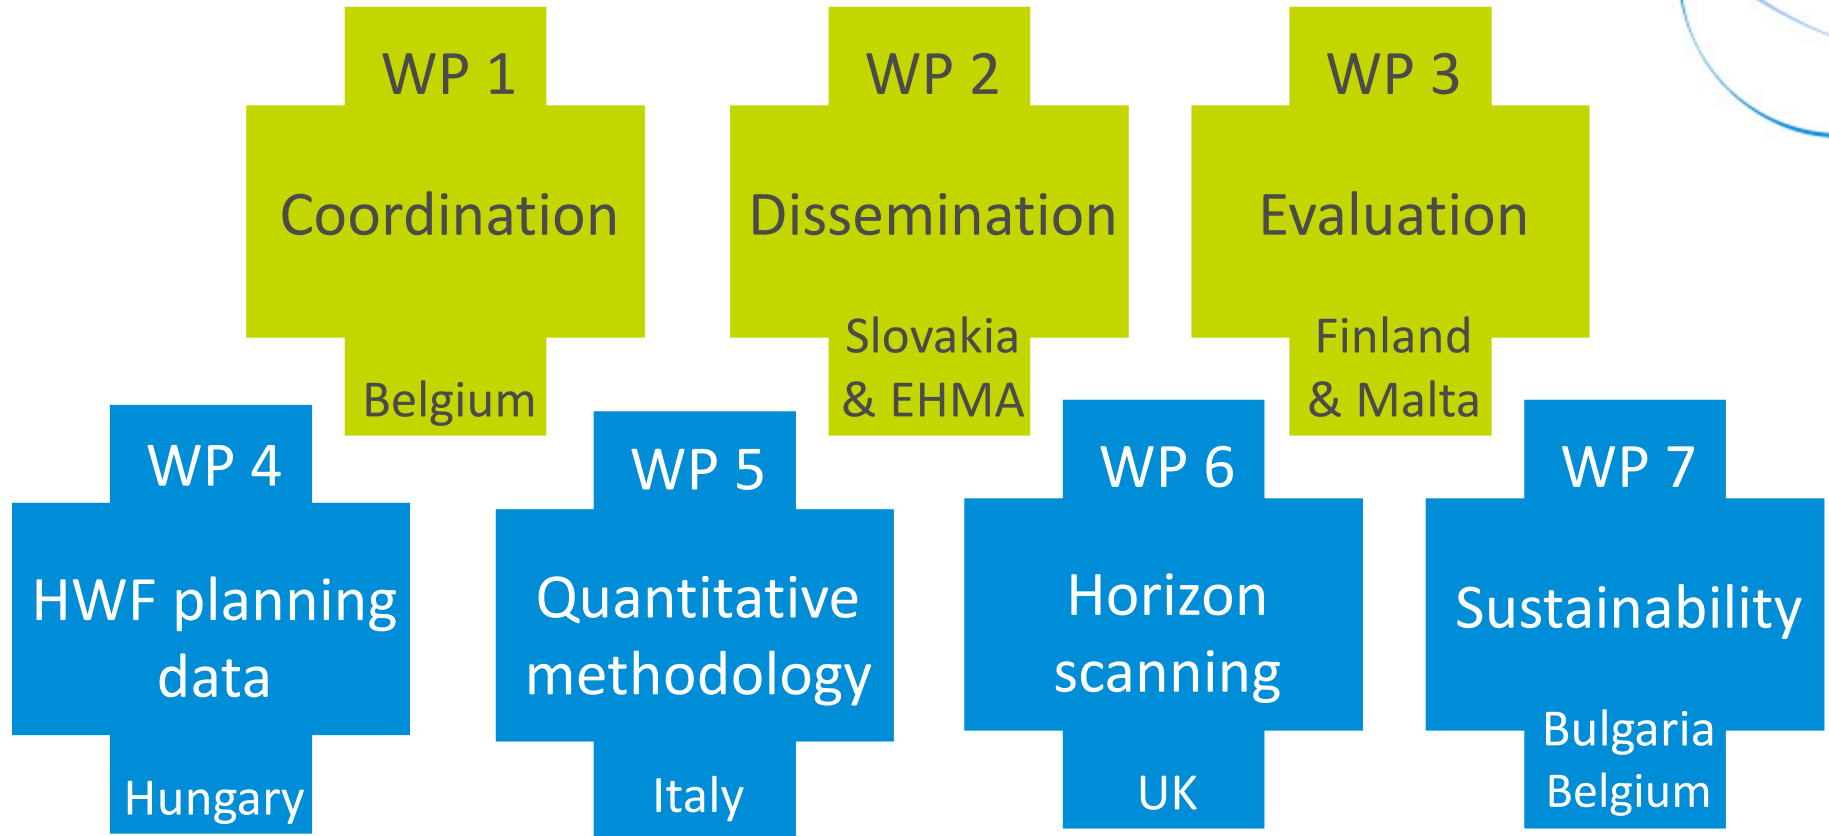 WP 1
Coordination
Belgium
WP 2
Dissemination
Slovakia
& EHMA
WP 3
Evaluation
Finland
& Malta
WP 4
HWF planning
data
Hungary
WP 5
Quantitative
methodology
Italy
WP 6
Horizon
scanning
UK
WP 7
Sustainability
Bulgaria
Belgium